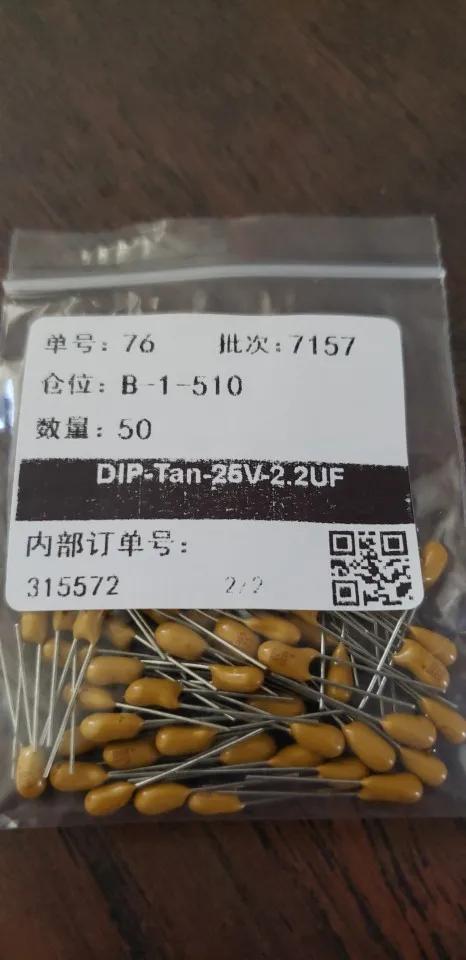 单号: 76 批次: 7157
仓位: B-1-510
数量: 50
DIP-Tan-25V-2.2UF
内部订单号:
315572 2/2